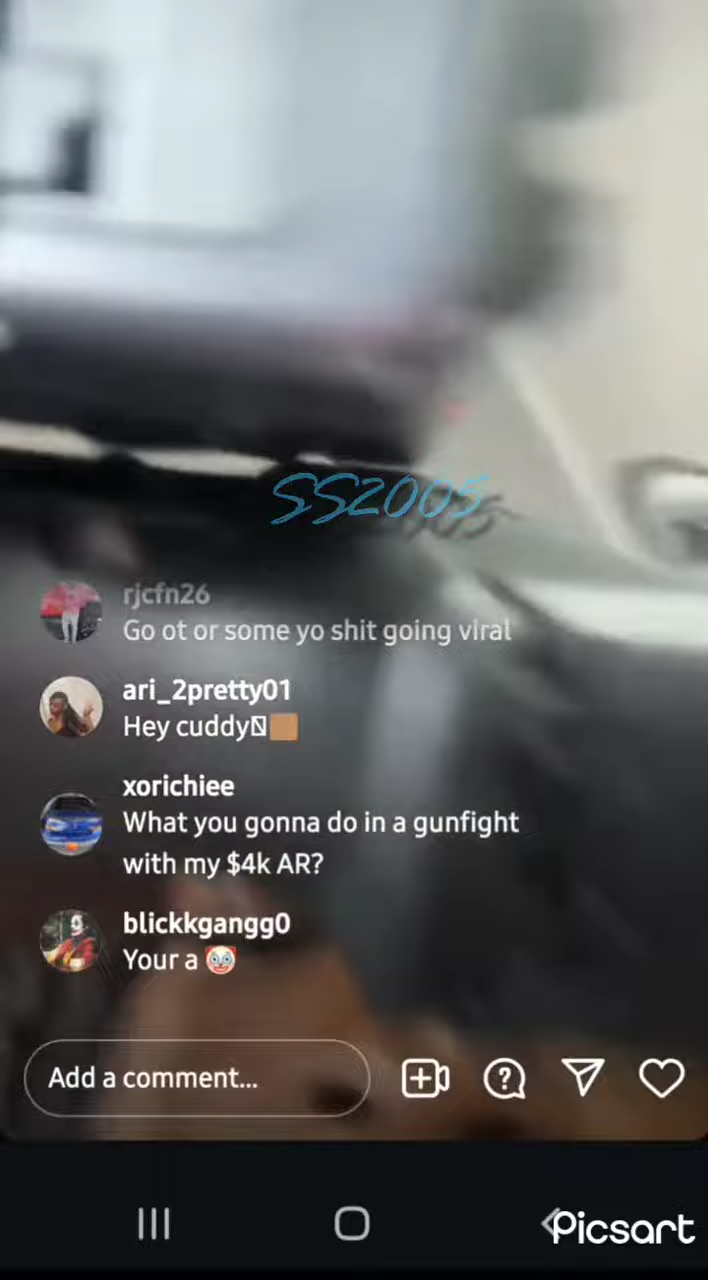 SS2005
rjcfn26
Go ot or some yo shit going viral
ari_2pretty01
Hey cuddy
xorichiee
What you gonna do in a gunfight
with my $4k AR?
blickkgangg0
Your a 🤡
Add a comment...
Picsart